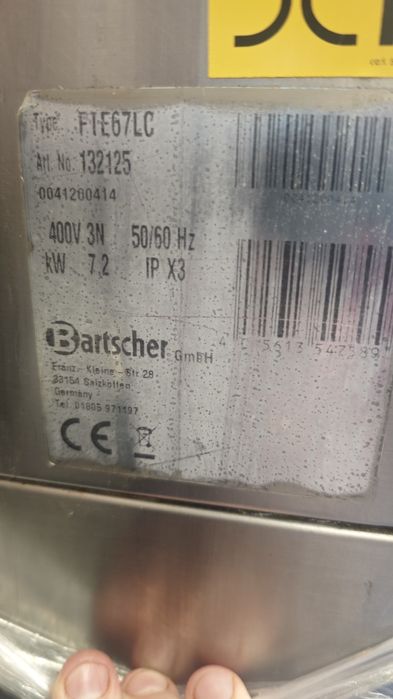 Type FTE67LC
Art. No. 132125
0041200414
400V 3N 50/60 Hz
kW 7,2 IP X3
Bartscher GmbH
Franz - Kleine - Str. 28
33154 Salzkotten
Germany
Tel. 01805 971197
CE